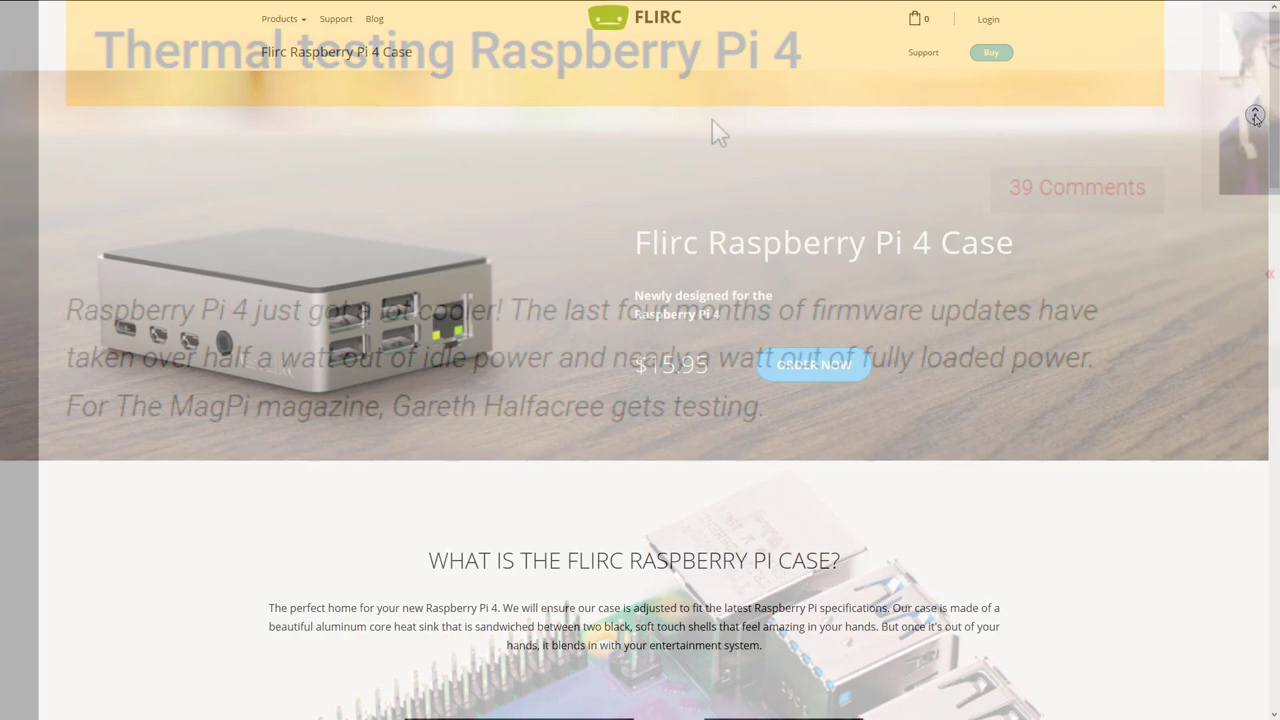 Products
Support
Blog
FLIRC
0
Login
Thermal testing Raspberry Pi 4
Flirc Raspberry Pi 4 Case
Support
Buy
39 Comments
Flirc Raspberry Pi 4 Case
Newly designed for the
Raspberry Pi 4
Raspberry Pi 4 just got a lot cooler! The last four months of firmware updates have
taken over half a watt out of idle power and nearly a watt out of fully loaded power.
For The MagPi magazine, Gareth Halfacree gets testing.
$15.95
ORDER NOW
WHAT IS THE FLIRC RASPBERRY PI CASE?
The perfect home for your new Raspberry Pi 4. We will ensure our case is adjusted to fit the latest Raspberry Pi specifications. Our case is made of a
beautiful aluminum core heat sink that is sandwiched between two black, soft touch shells that feel amazing in your hands. But once it's out of your
hands, it blends in with your entertainment system.